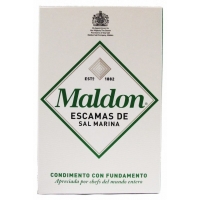 ESTD 1882
Maldon
ESCAMAS DE
SAL MARINA
CONDIMENTO CON FUNDAMENTO
Apreciada por chefs del mundo entero